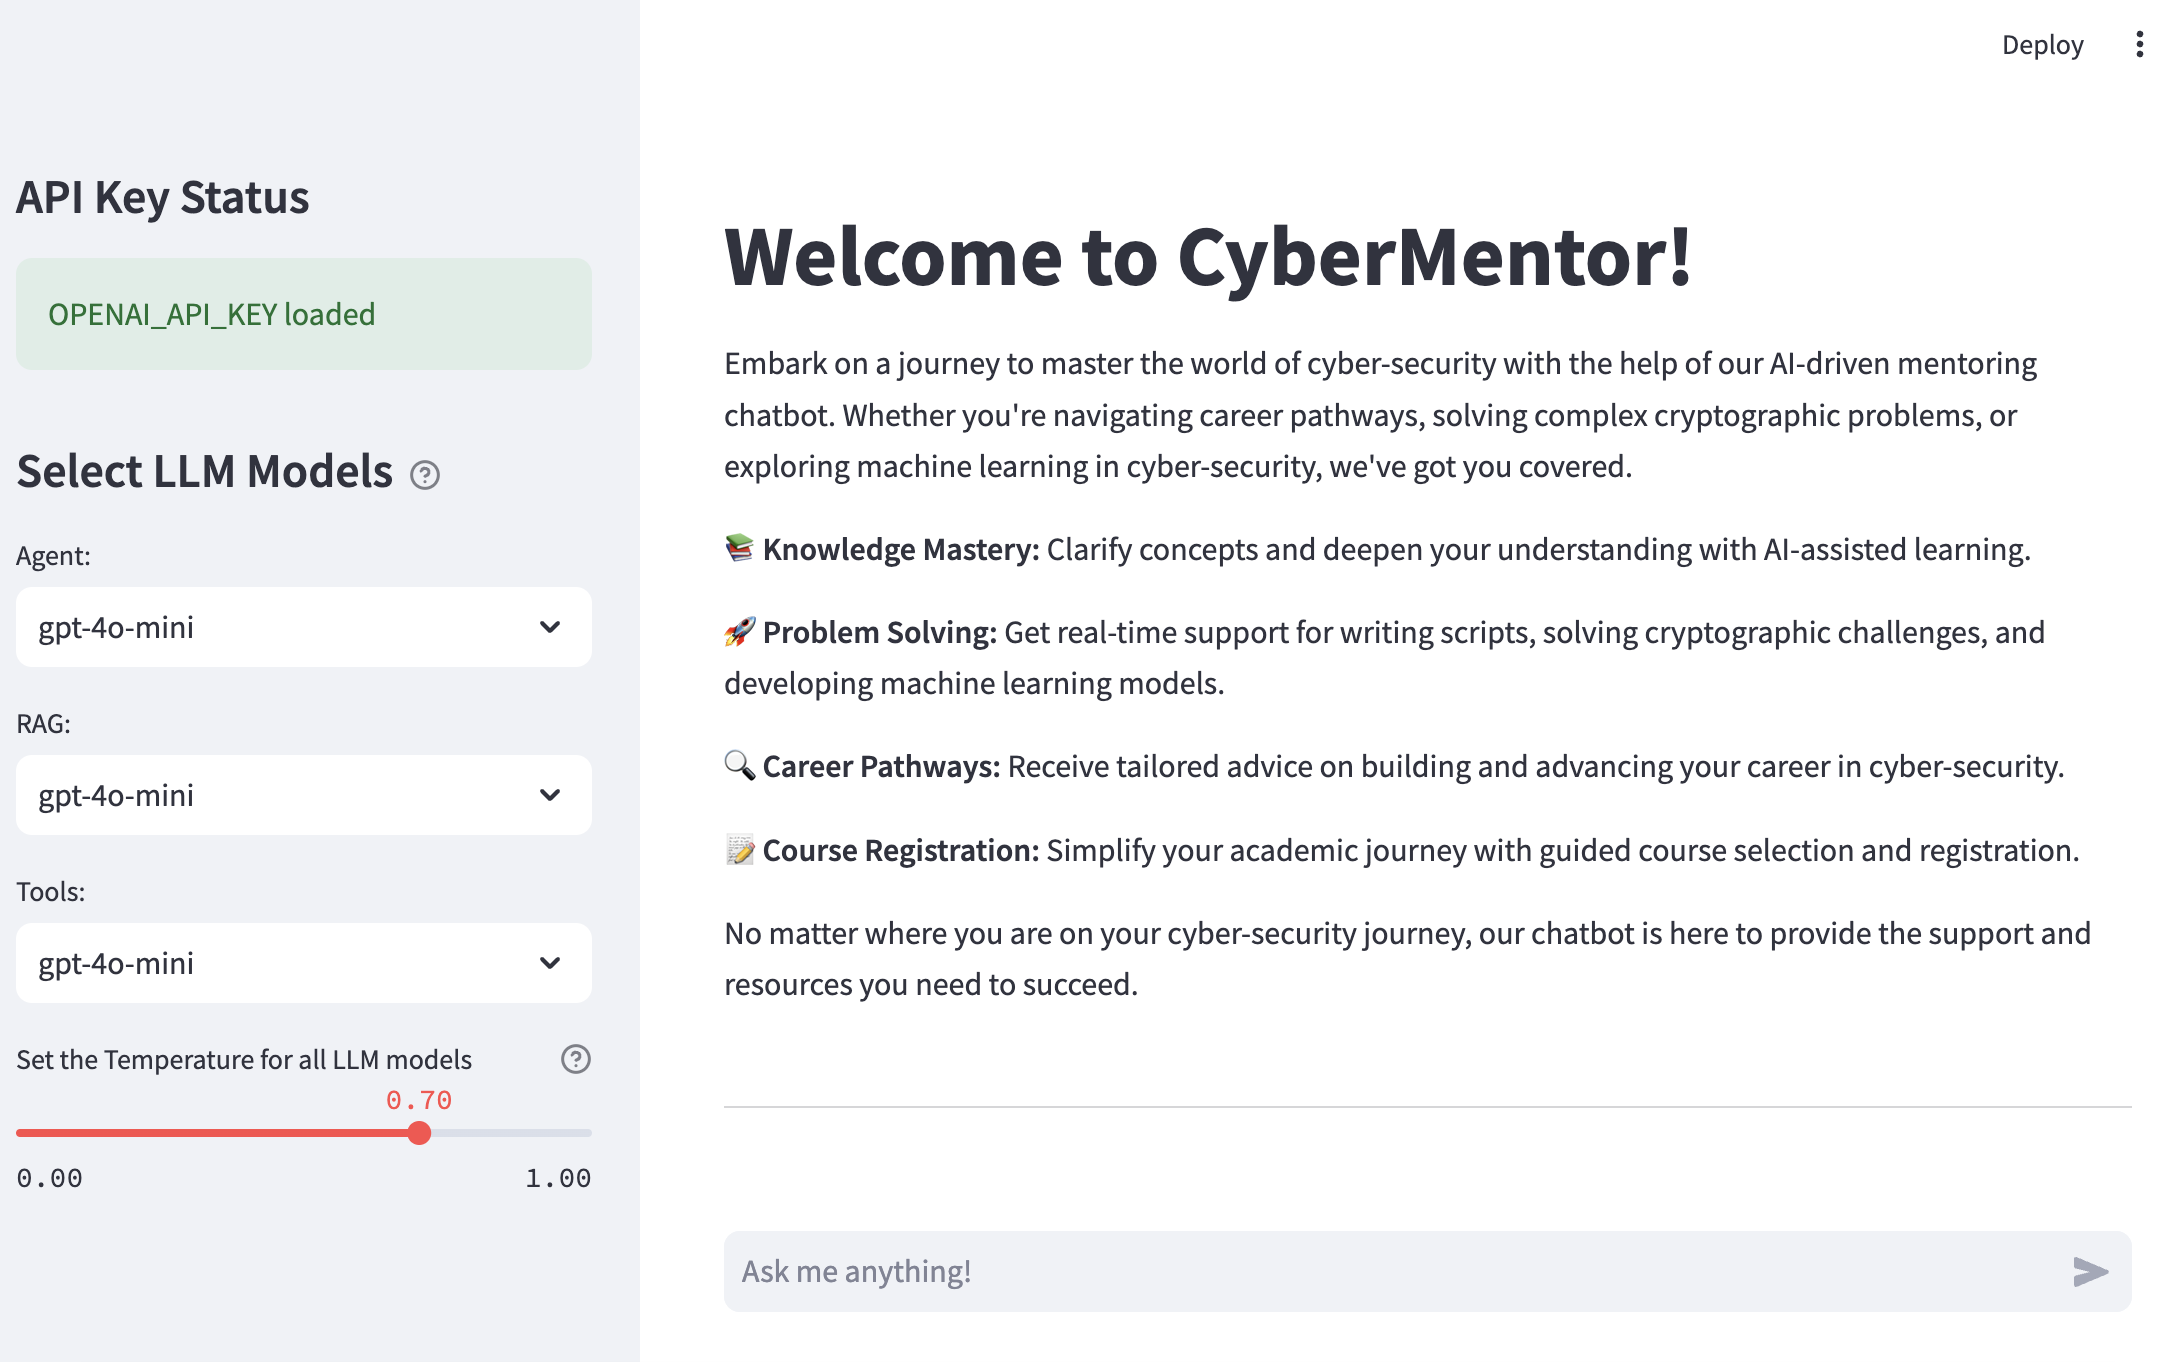 Deploy
API Key Status
OPENAI_API_KEY loaded
Select LLM Models
Agent:
gpt-4o-mini
RAG:
gpt-4o-mini
Tools:
gpt-4o-mini
Set the Temperature for all LLM models
0.70
0.00 1.00
Welcome to CyberMentor!
Embark on a journey to master the world of cyber-security with the help of our AI-driven mentoring
chatbot. Whether you're navigating career pathways, solving complex cryptographic problems, or
exploring machine learning in cyber-security, we've got you covered.
📚 Knowledge Mastery: Clarify concepts and deepen your understanding with AI-assisted learning.
🚀 Problem Solving: Get real-time support for writing scripts, solving cryptographic challenges, and
developing machine learning models.
🔍 Career Pathways: Receive tailored advice on building and advancing your career in cyber-security.
📝 Course Registration: Simplify your academic journey with guided course selection and registration.
No matter where you are on your cyber-security journey, our chatbot is here to provide the support and
resources you need to succeed.
Ask me anything!